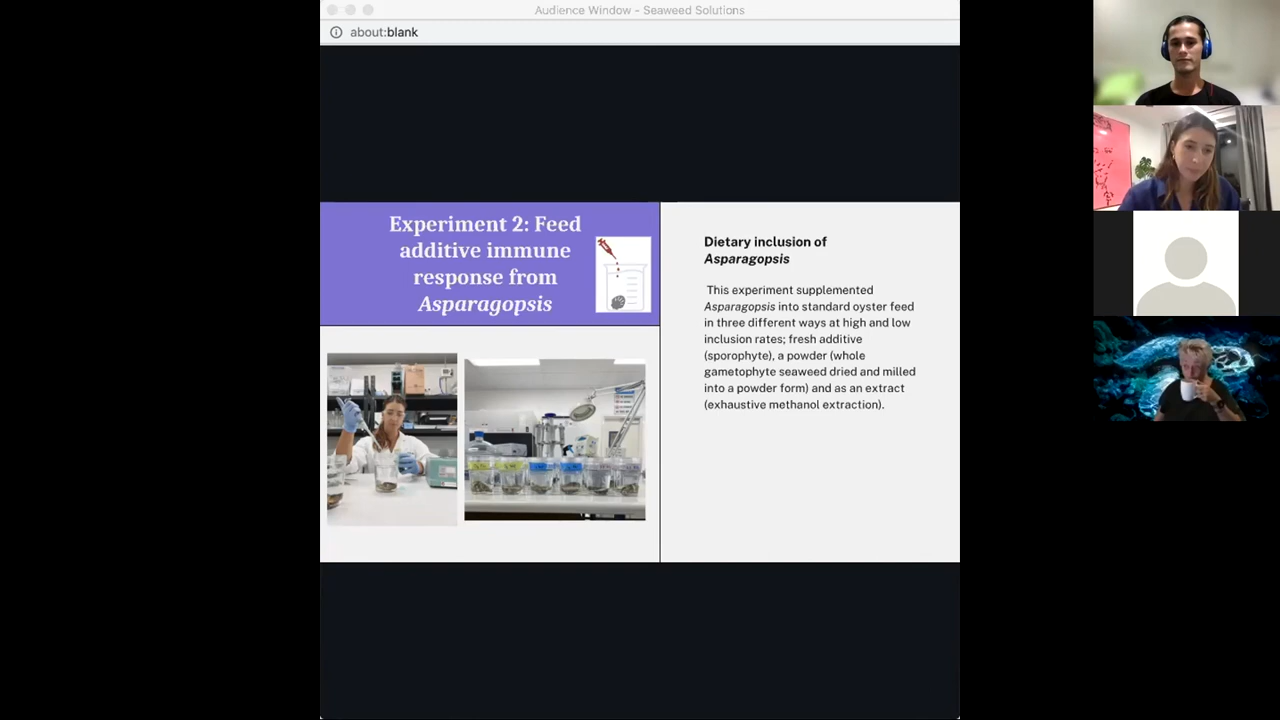 Audience Window - Seaweed Solutions
about:blank
Experiment 2: Feed
additive immune
response from
Asparagopsis
Dietary inclusion of
Asparagopsis
This experiment supplemented
Asparagopsis into standard oyster feed
in three different ways at high and low
inclusion rates; fresh additive
(sporophyte), a powder (whole
gametophyte seaweed dried and milled
into a powder form) and as an extract
(exhaustive methanol extraction).